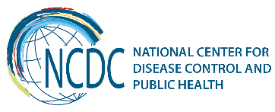 NCDC
NATIONAL CENTER FOR
DISEASE CONTROL AND
PUBLIC HEALTH